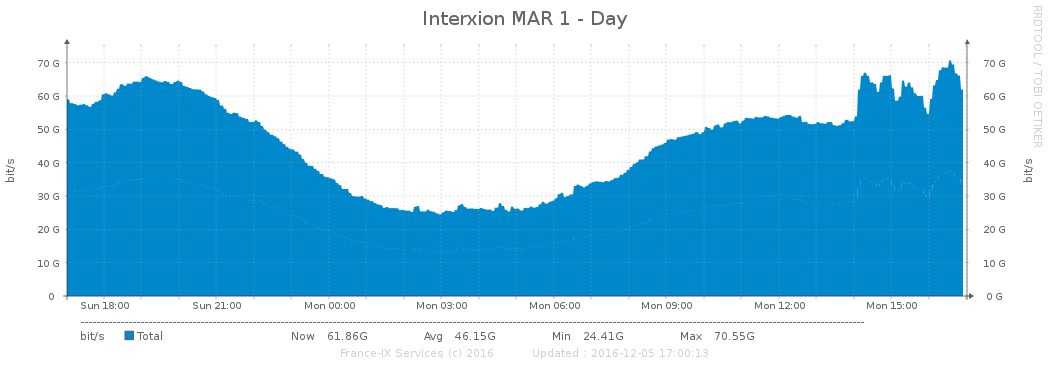 Interxion MAR 1 - Day
RRDTOOL / TOBI OETIKER
bit/s
70 G 70 G
60 G 60 G
50 G 50 G
40 G 40 G
30 G 30 G
20 G 20 G
10 G 10 G
0 0 G
bit/s
Sun 18:00 Sun 21:00 Mon 00:00 Mon 03:00 Mon 06:00 Mon 09:00 Mon 12:00 Mon 15:00
bit/s Total Now 61.86G Avg 46.15G Min 24.41G Max 70.55G
France-IX Services (c) 2016 Updated : 2016-12-05 17:00:13